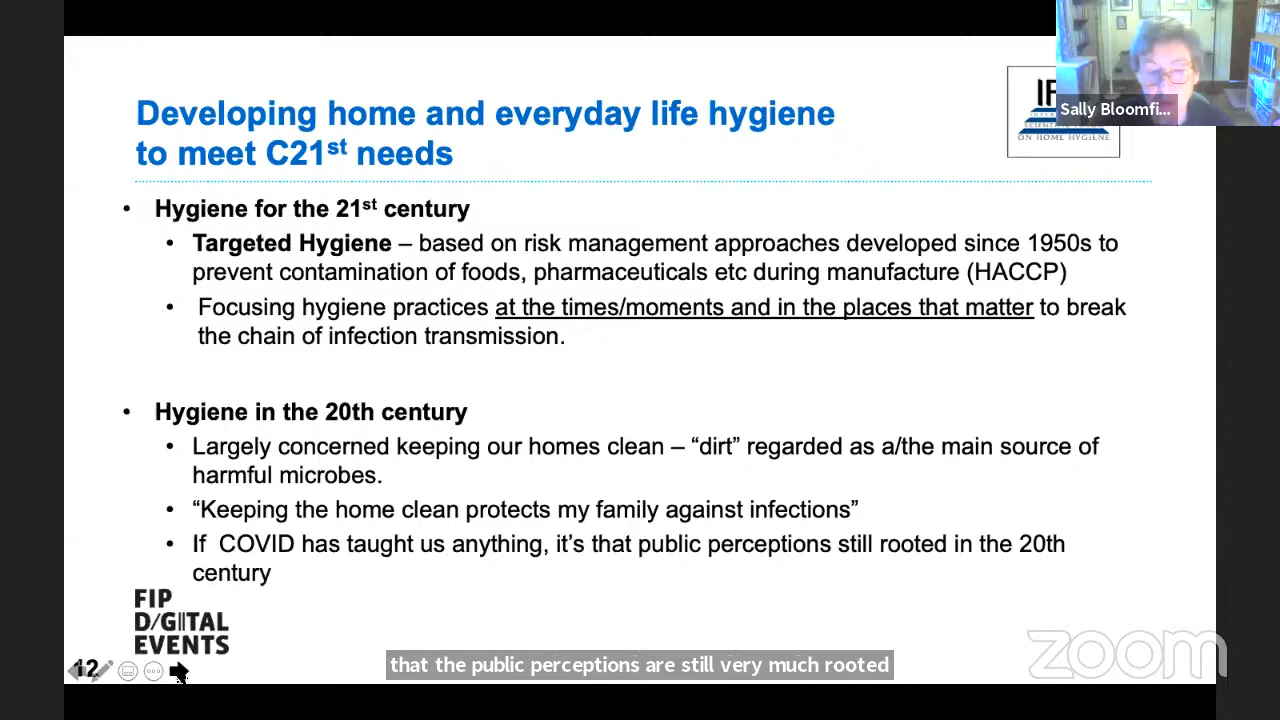 Developing home and everyday life hygiene
to meet C21st needs
IF
ON HOME HYGIENE
Sally Bloomfi...
• Hygiene for the 21st century
• Targeted Hygiene – based on risk management approaches developed since 1950s to
prevent contamination of foods, pharmaceuticals etc during manufacture (HACCP)
• Focusing hygiene practices at the times/moments and in the places that matter to break
the chain of infection transmission.
• Hygiene in the 20th century
• Largely concerned keeping our homes clean – “dirt” regarded as a/the main source of
harmful microbes.
• “Keeping the home clean protects my family against infections”
• If COVID has taught us anything, it’s that public perceptions still rooted in the 20th
century
FIP
D/GITAL
EVENTS
12
that the public perceptions are still very much rooted
zoom